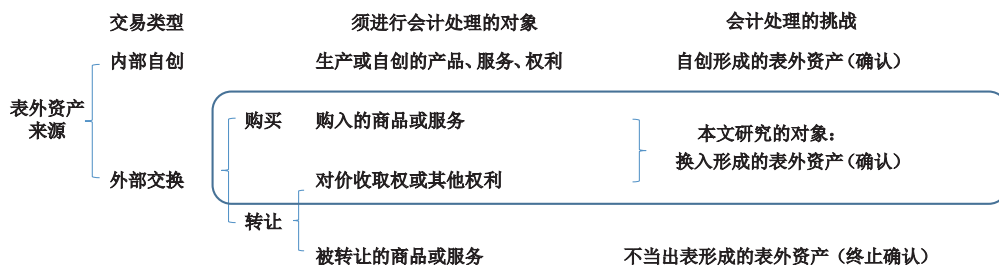 交易类型 须进行会计处理的对象 会计处理的挑战
内部自创 生产或自创的产品、服务、权利 自创形成的表外资产(确认)
表外资产
来源
购买 购入的商品或服务
本文研究的对象:
换入形成的表外资产(确认)
外部交换 对价收取权或其他权利
转让
被转让的商品或服务 不当出表形成的表外资产(终止确认)